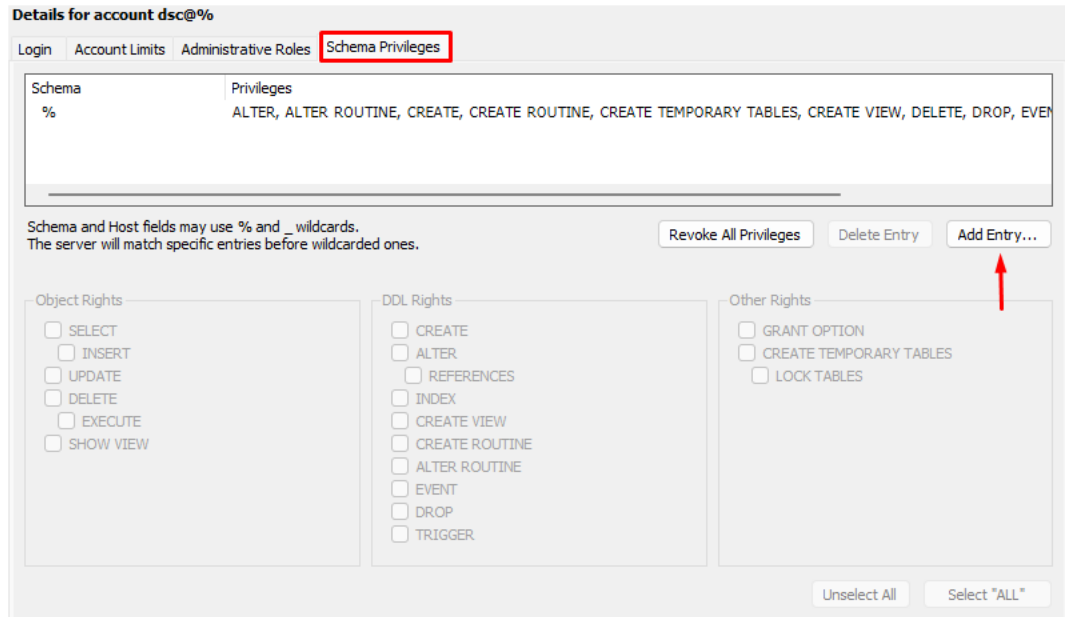 Details for account dsc@%
Login Account Limits Administrative Roles Schema Privileges
Schema Privileges
% ALTER, ALTER ROUTINE, CREATE, CREATE ROUTINE, CREATE TEMPORARY TABLES, CREATE VIEW, DELETE, DROP, EVEN
Schema and Host fields may use % and _ wildcards.
The server will match specific entries before wildcarded ones.
Revoke All Privileges Delete Entry Add Entry...
Object Rights
SELECT
INSERT
UPDATE
DELETE
EXECUTE
SHOW VIEW
DDL Rights
CREATE
ALTER
REFERENCES
INDEX
CREATE VIEW
CREATE ROUTINE
ALTER ROUTINE
EVENT
DROP
TRIGGER
Other Rights
GRANT OPTION
CREATE TEMPORARY TABLES
LOCK TABLES
Unselect All Select "ALL"